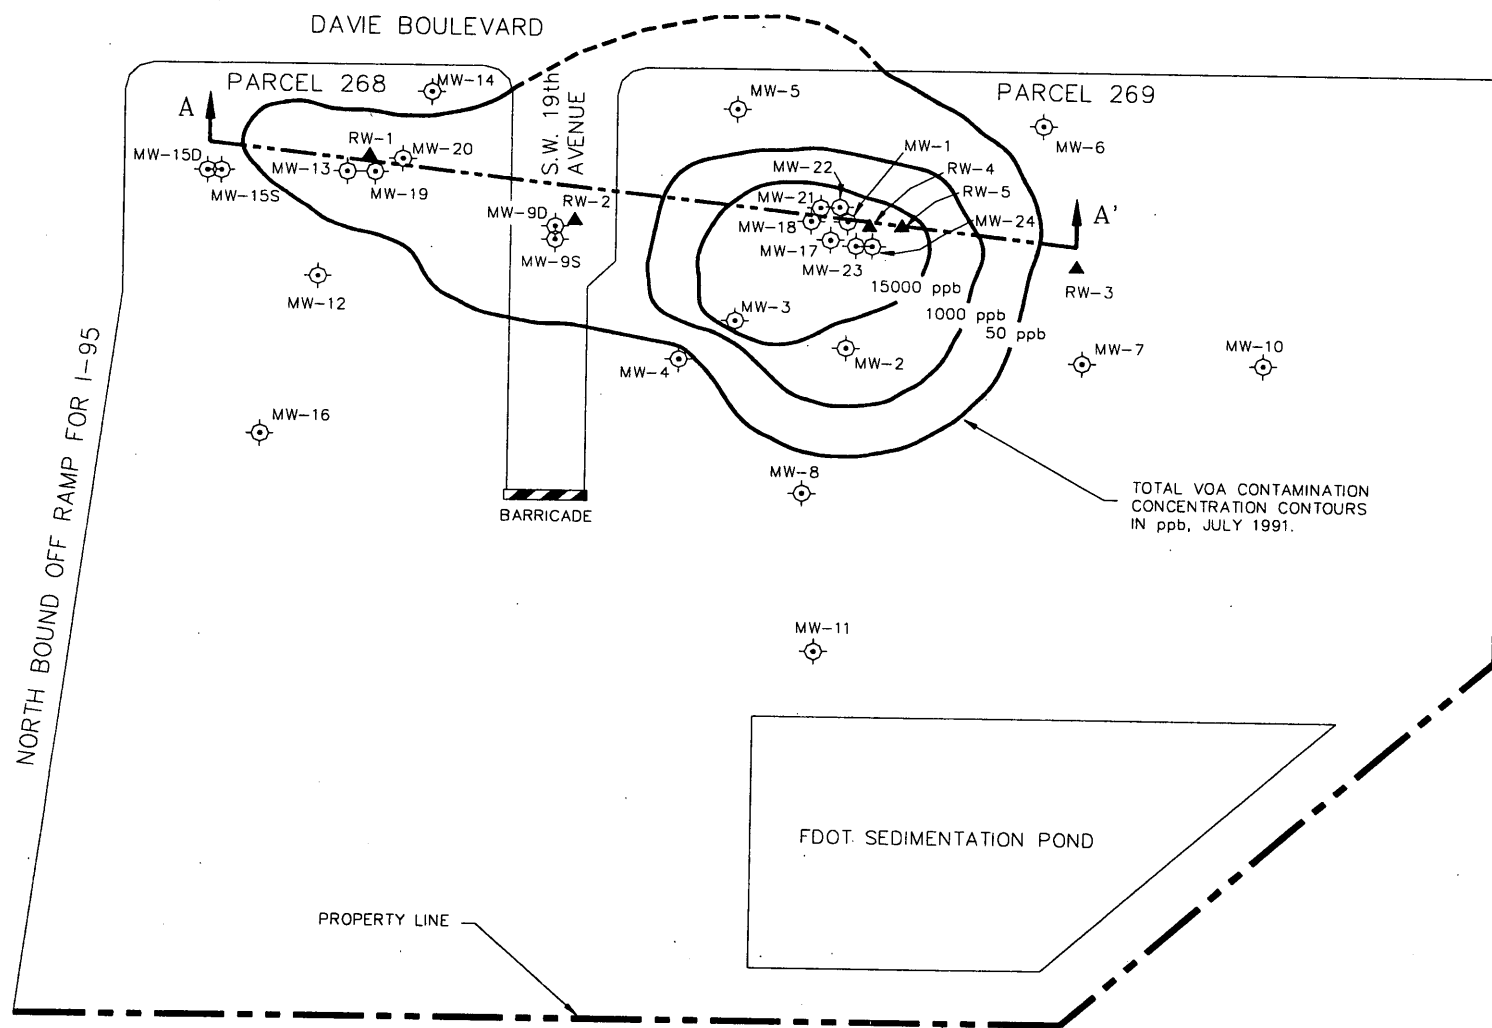 DAVIE BOULEVARD
PARCEL 268
MW-14
S.W. 19th
AVENUE
MW-5
PARCEL 269
A
RW-1
MW-20
MW-1
MW-6
MW-15D
MW-13
MW-22
RW-4
MW-15S
MW-19
RW-2
MW-21
RW-5
MW-9D
MW-18
MW-24
A'
MW-9S
MW-17
MW-23
MW-12
15000 ppb
RW-3
MW-3
1000 ppb
50 ppb
MW-4
MW-2
MW-7
MW-10
MW-16
MW-8
BARRICADE
TOTAL VOA CONTAMINATION
CONCENTRATION CONTOURS
IN ppb, JULY 1991.
NORTH BOUND OFF RAMP FOR I-95
MW-11
FDOT SEDIMENTATION POND
PROPERTY LINE